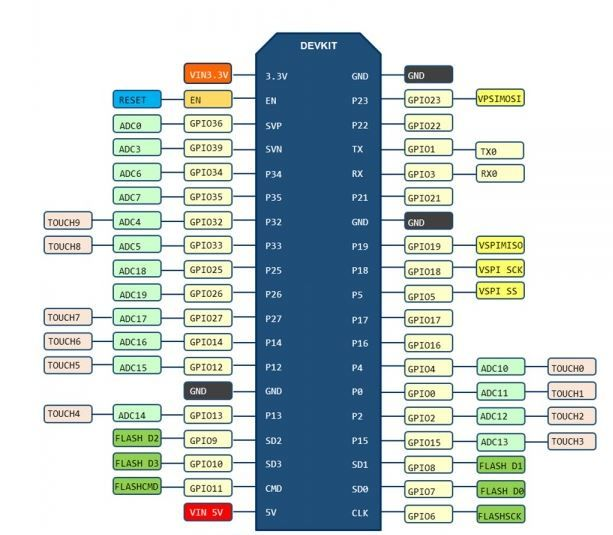 DEVKIT
VIN3.3V 3.3V GND GND
RESET EN EN P23 GPIO23 VPSIMOSI
ADC0 GPIO36 SVP P22 GPIO22
ADC3 GPIO39 SVN TX GPIO1 TX0
ADC6 GPIO34 P34 RX GPIO3 RX0
ADC7 GPIO35 P35 P21 GPIO21
TOUCH9 ADC4 GPIO32 P32 GND GND
TOUCH8 ADC5 GPIO33 P33 P19 GPIO19 VSPIMISO
ADC18 GPIO25 P25 P18 GPIO18 VSPI SCK
ADC19 GPIO26 P26 P5 GPIO5 VSPI SS
TOUCH7 ADC17 GPIO27 P27 P17 GPIO17
TOUCH6 ADC16 GPIO14 P14 P16 GPIO16
TOUCH5 ADC15 GPIO12 P12 P4 GPIO4 ADC10 TOUCH0
GND GND P0 GPIO0 ADC11 TOUCH1
TOUCH4 ADC14 GPIO13 P13 P2 GPIO2 ADC12 TOUCH2
FLASH D2 GPIO9 SD2 P15 GPIO15 ADC13 TOUCH3
FLASH D3 GPIO10 SD3 SD1 GPIO8 FLASH D1
FLASHCMD GPIO11 CMD SD0 GPIO7 FLASH D0
VIN 5V 5V CLK GPIO6 FLASHSCK